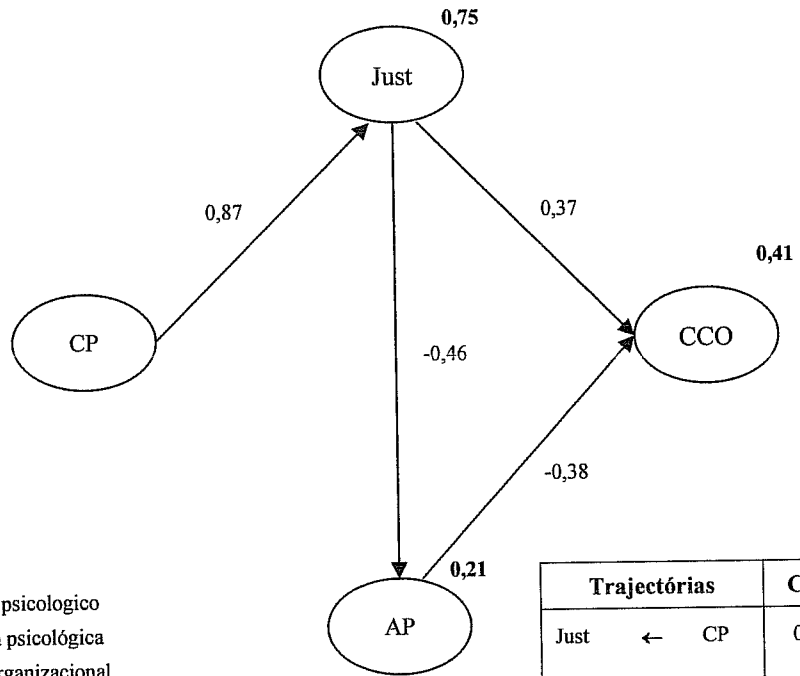 0,75
Just
0,87
0,37
0,41
CP
CCO
-0,46
-0,38
0,21
AP
psicologico
psicológica
Trajectórias
Just ← CP